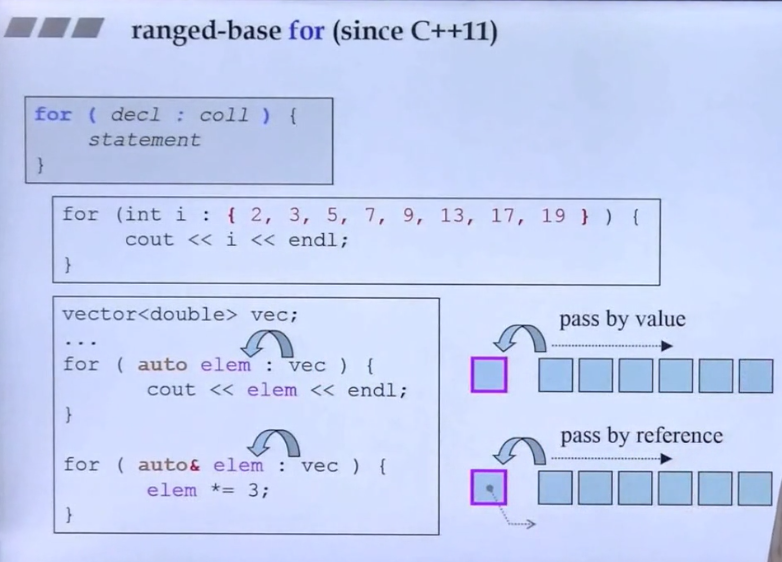 ranged-base for (since C++11)
for ( decl : coll ) {
statement
}
for (int i : { 2, 3, 5, 7, 9, 13, 17, 19 } ) {
cout << i << endl;
}
vector<double> vec;
...
for ( auto elem : vec ) {
cout << elem << endl;
}
for ( auto& elem : vec ) {
elem *= 3;
}
pass by value
pass by reference